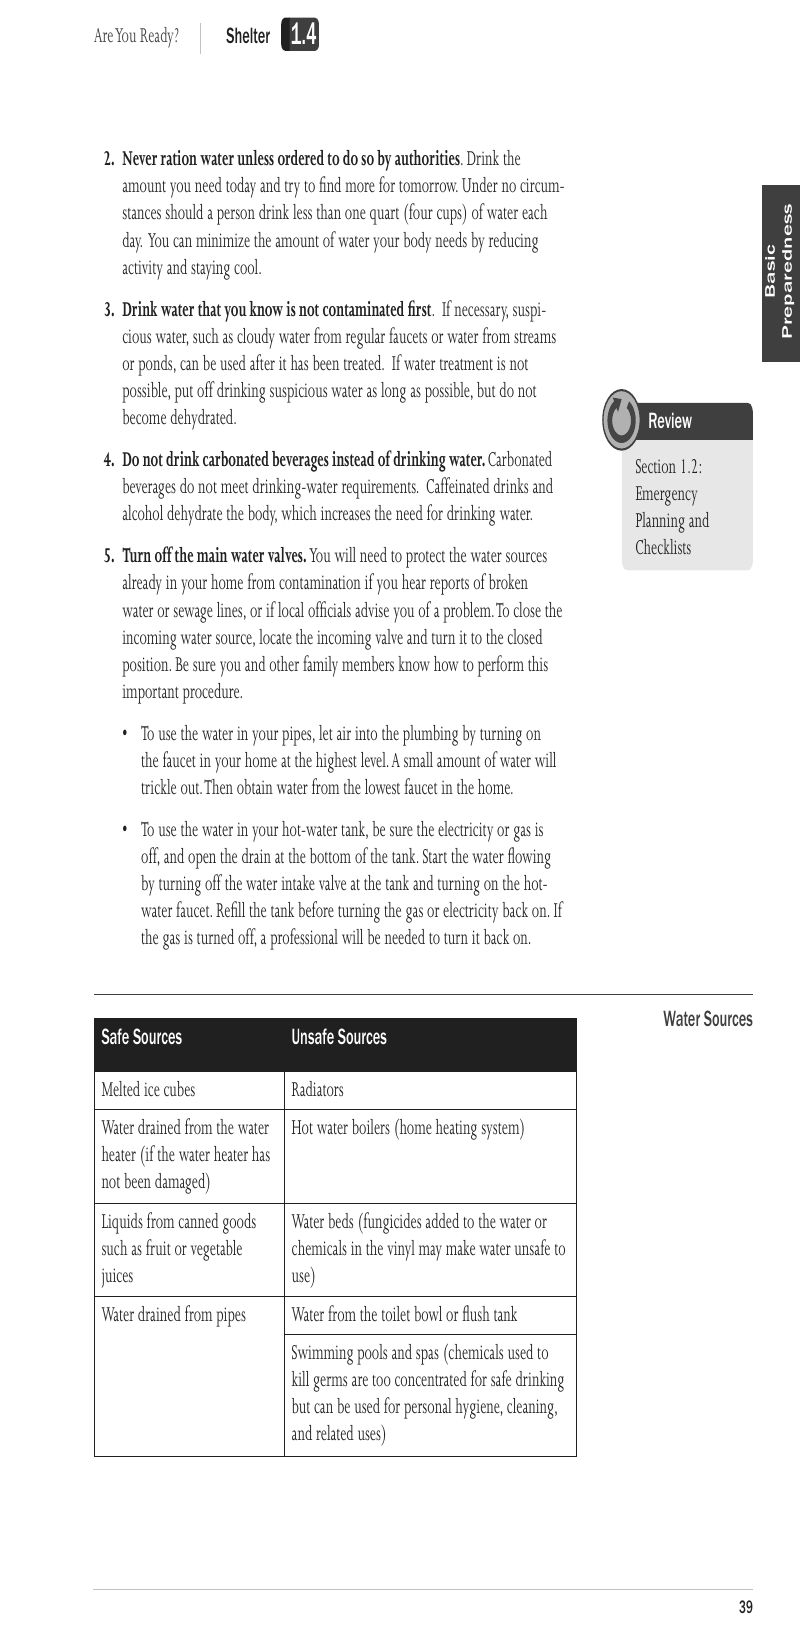 Are You Ready?
Shelter
1.4
2. Never ration water unless ordered to do so by authorities. Drink the
amount you need today and try to find more for tomorrow. Under no circum-
stances should a person drink less than one quart (four cups) of water each
day. You can minimize the amount of water your body needs by reducing
activity and staying cool.
3. Drink water that you know is not contaminated first. If necessary, suspi-
cious water, such as cloudy water from regular faucets or water from streams
or ponds, can be used after it has been treated. If water treatment is not
possible, put off drinking suspicious water as long as possible, but do not
become dehydrated.
4. Do not drink carbonated beverages instead of drinking water. Carbonated
beverages do not meet drinking-water requirements. Caffeinated drinks and
alcohol dehydrate the body, which increases the need for drinking water.
5. Turn off the main water valves. You will need to protect the water sources
already in your home from contamination if you hear reports of broken
water or sewage lines, or if local officials advise you of a problem. To close the
incoming water source, locate the incoming valve and turn it to the closed
position. Be sure you and other family members know how to perform this
important procedure.
• To use the water in your pipes, let air into the plumbing by turning on
the faucet in your home at the highest level. A small amount of water will
trickle out. Then obtain water from the lowest faucet in the home.
• To use the water in your hot-water tank, be sure the electricity or gas is
off, and open the drain at the bottom of the tank. Start the water flowing
by turning off the water intake valve at the tank and turning on the hot-
water faucet. Refill the tank before turning the gas or electricity back on. If
the gas is turned off, a professional will be needed to turn it back on.
Basic
Preparedness
Review
Section 1.2:
Emergency
Planning and
Checklists
Water Sources
Safe Sources
Unsafe Sources
Melted ice cubes
Radiators
Water drained from the water
heater (if the water heater has
not been damaged)
Hot water boilers (home heating system)
Liquids from canned goods
such as fruit or vegetable
juices
Water beds (fungicides added to the water or
chemicals in the vinyl may make water unsafe to
use)
Water drained from pipes
Water from the toilet bowl or flush tank
Swimming pools and spas (chemicals used to
kill germs are too concentrated for safe drinking
but can be used for personal hygiene, cleaning,
and related uses)
39